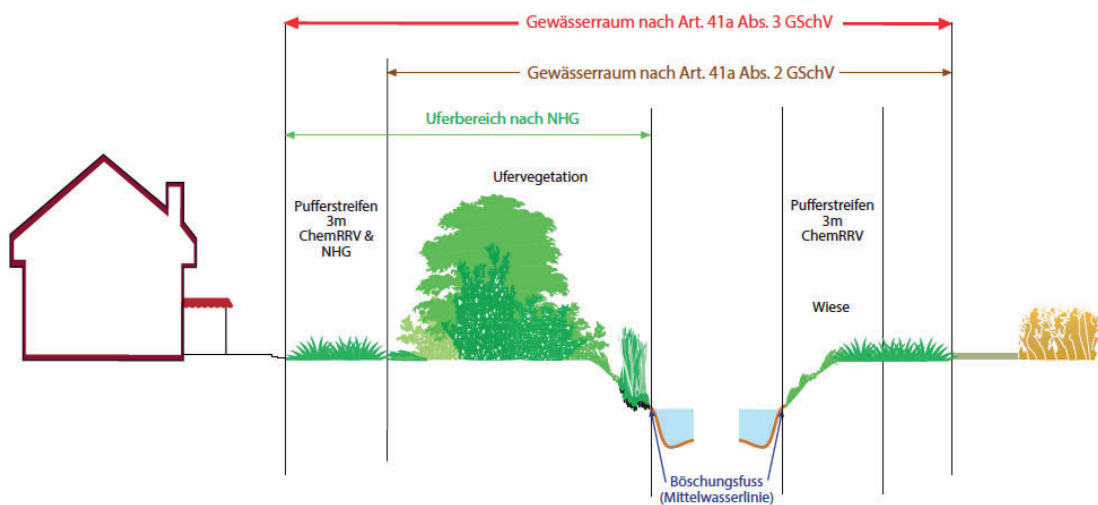 Gewässerraum nach Art. 41a Abs. 3 GSchV
Gewässerraum nach Art. 41a Abs. 2 GSchV
Uferbereich nach NHG
Ufervegetation
Pufferstreifen
3m
ChemRRV &
NHG
Pufferstreifen
3m
ChemRRV
Wiese
Böschungsfuss
(Mittelwasserlinie)